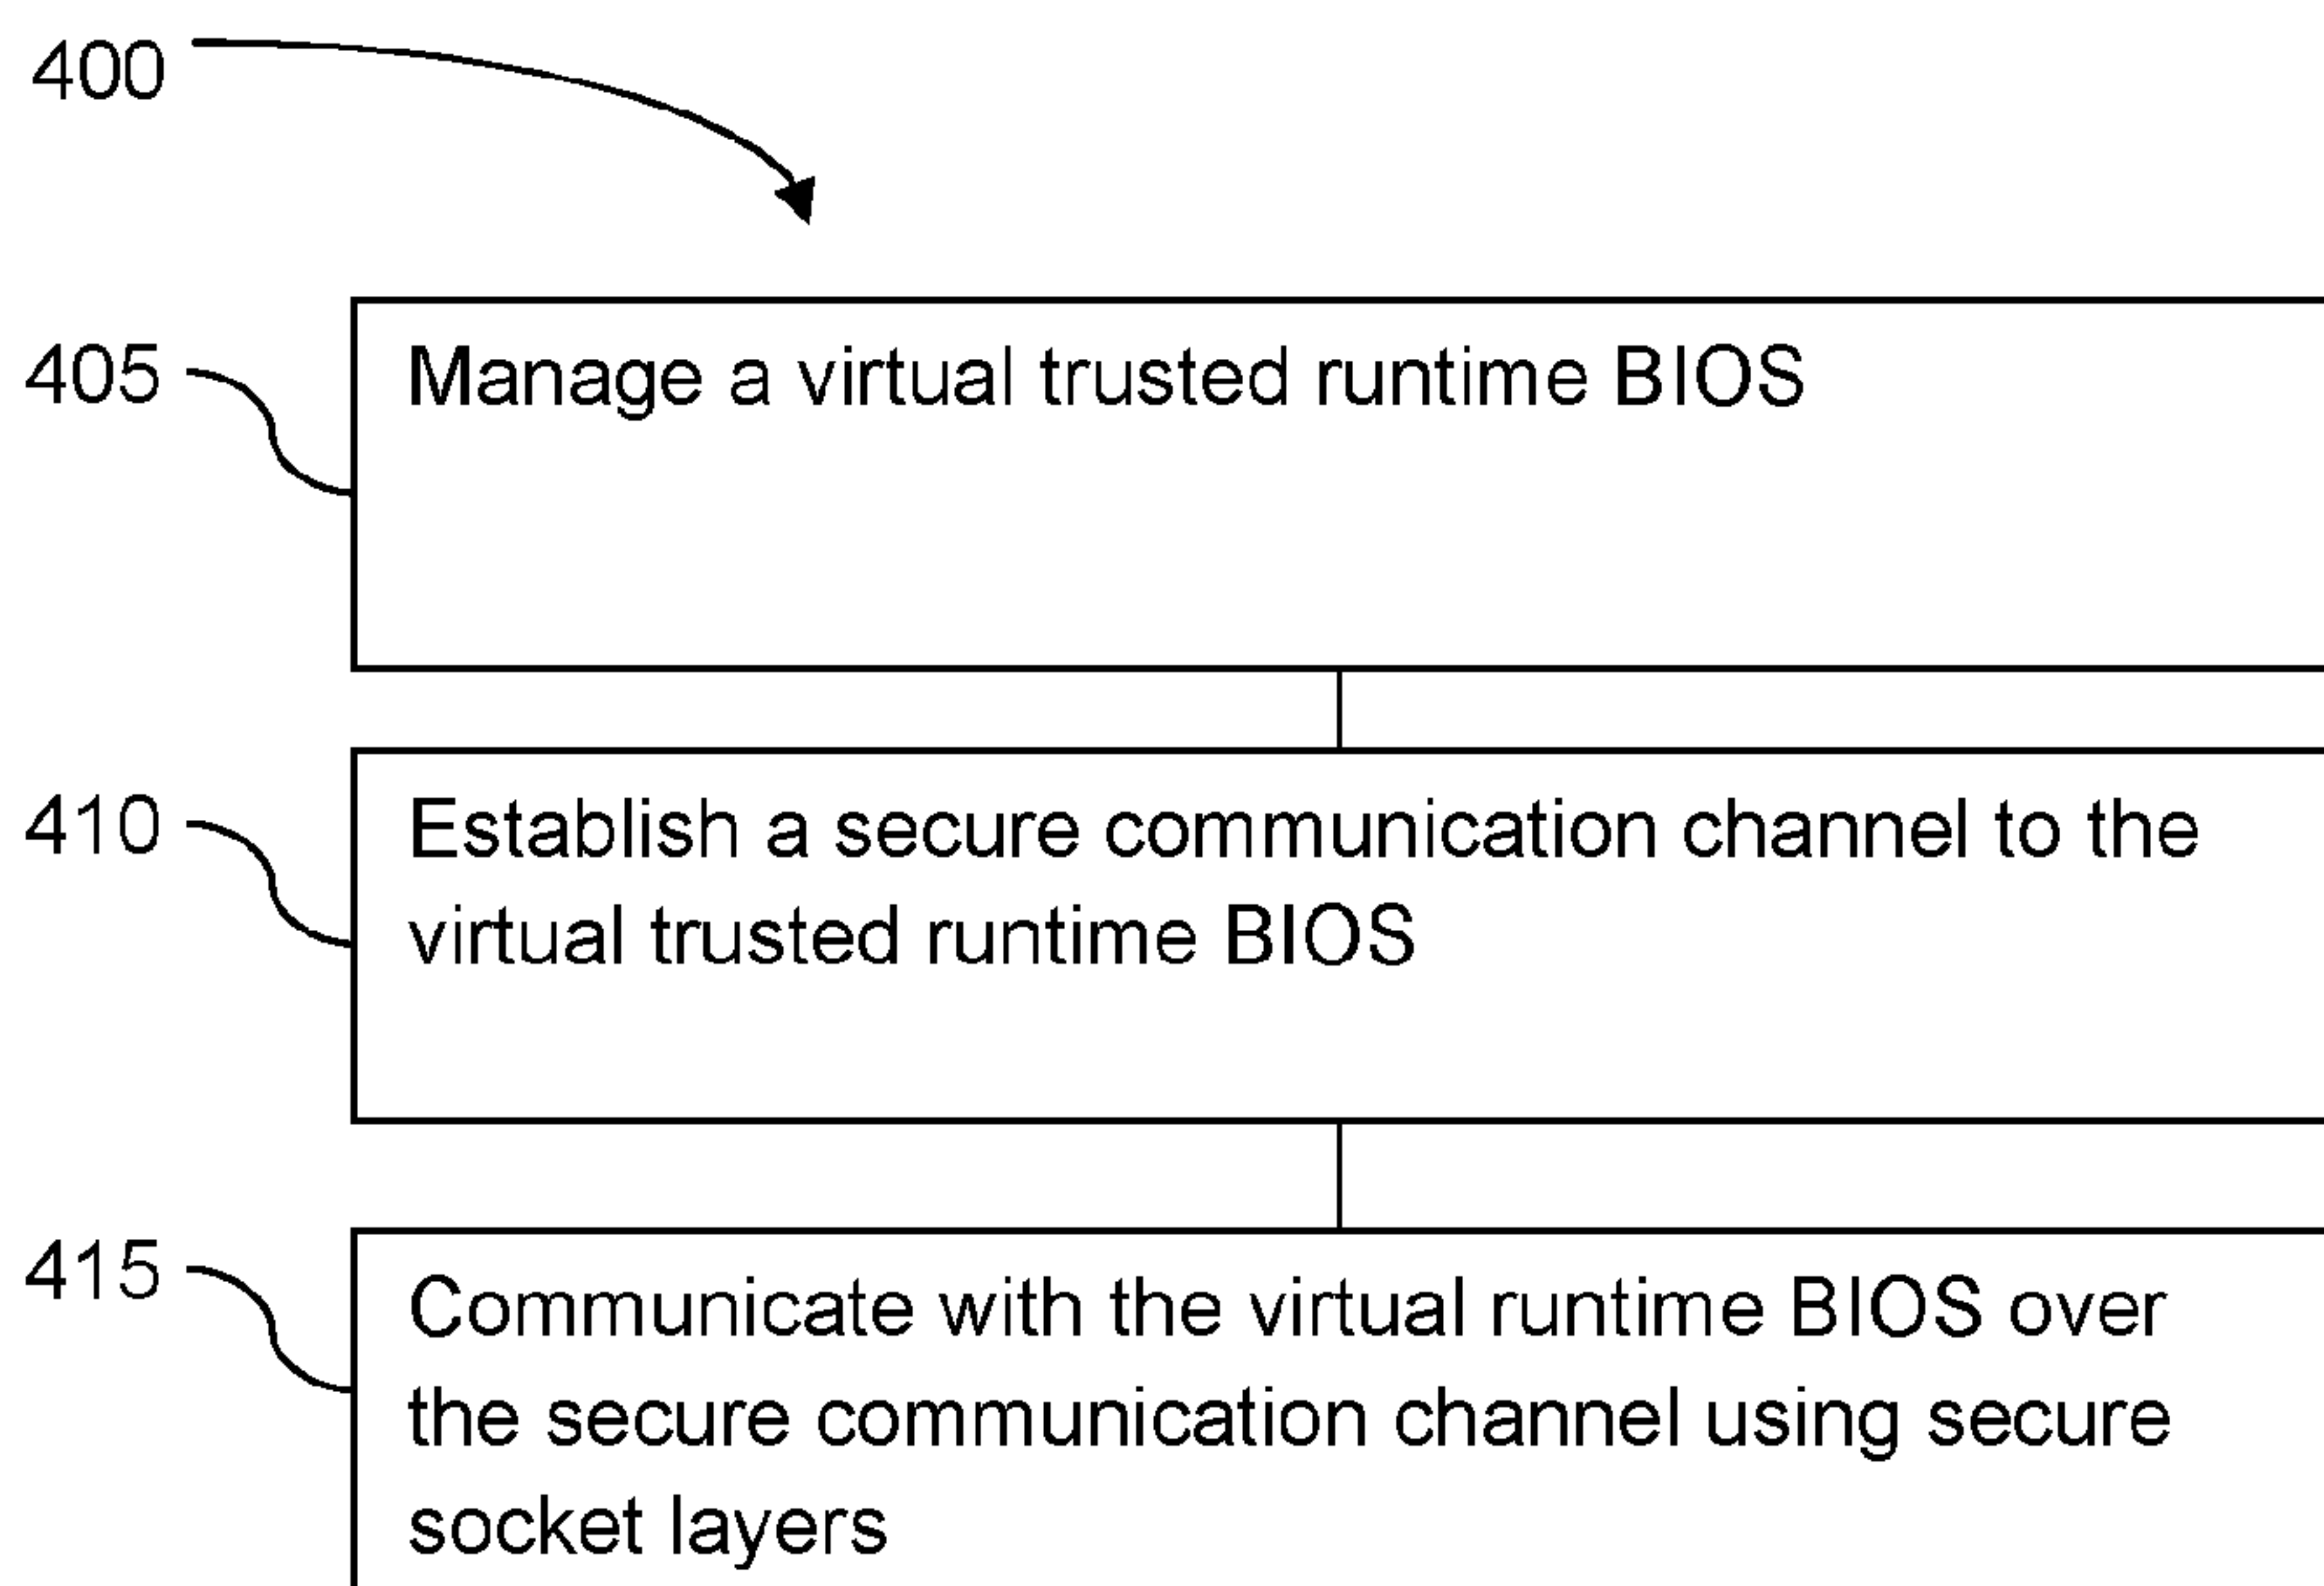 400
405
Manage a virtual trusted runtime BIOS
410
Establish a secure communication channel to the
virtual trusted runtime BIOS
415
Communicate with the virtual runtime BIOS over
the secure communication channel using secure
socket layers